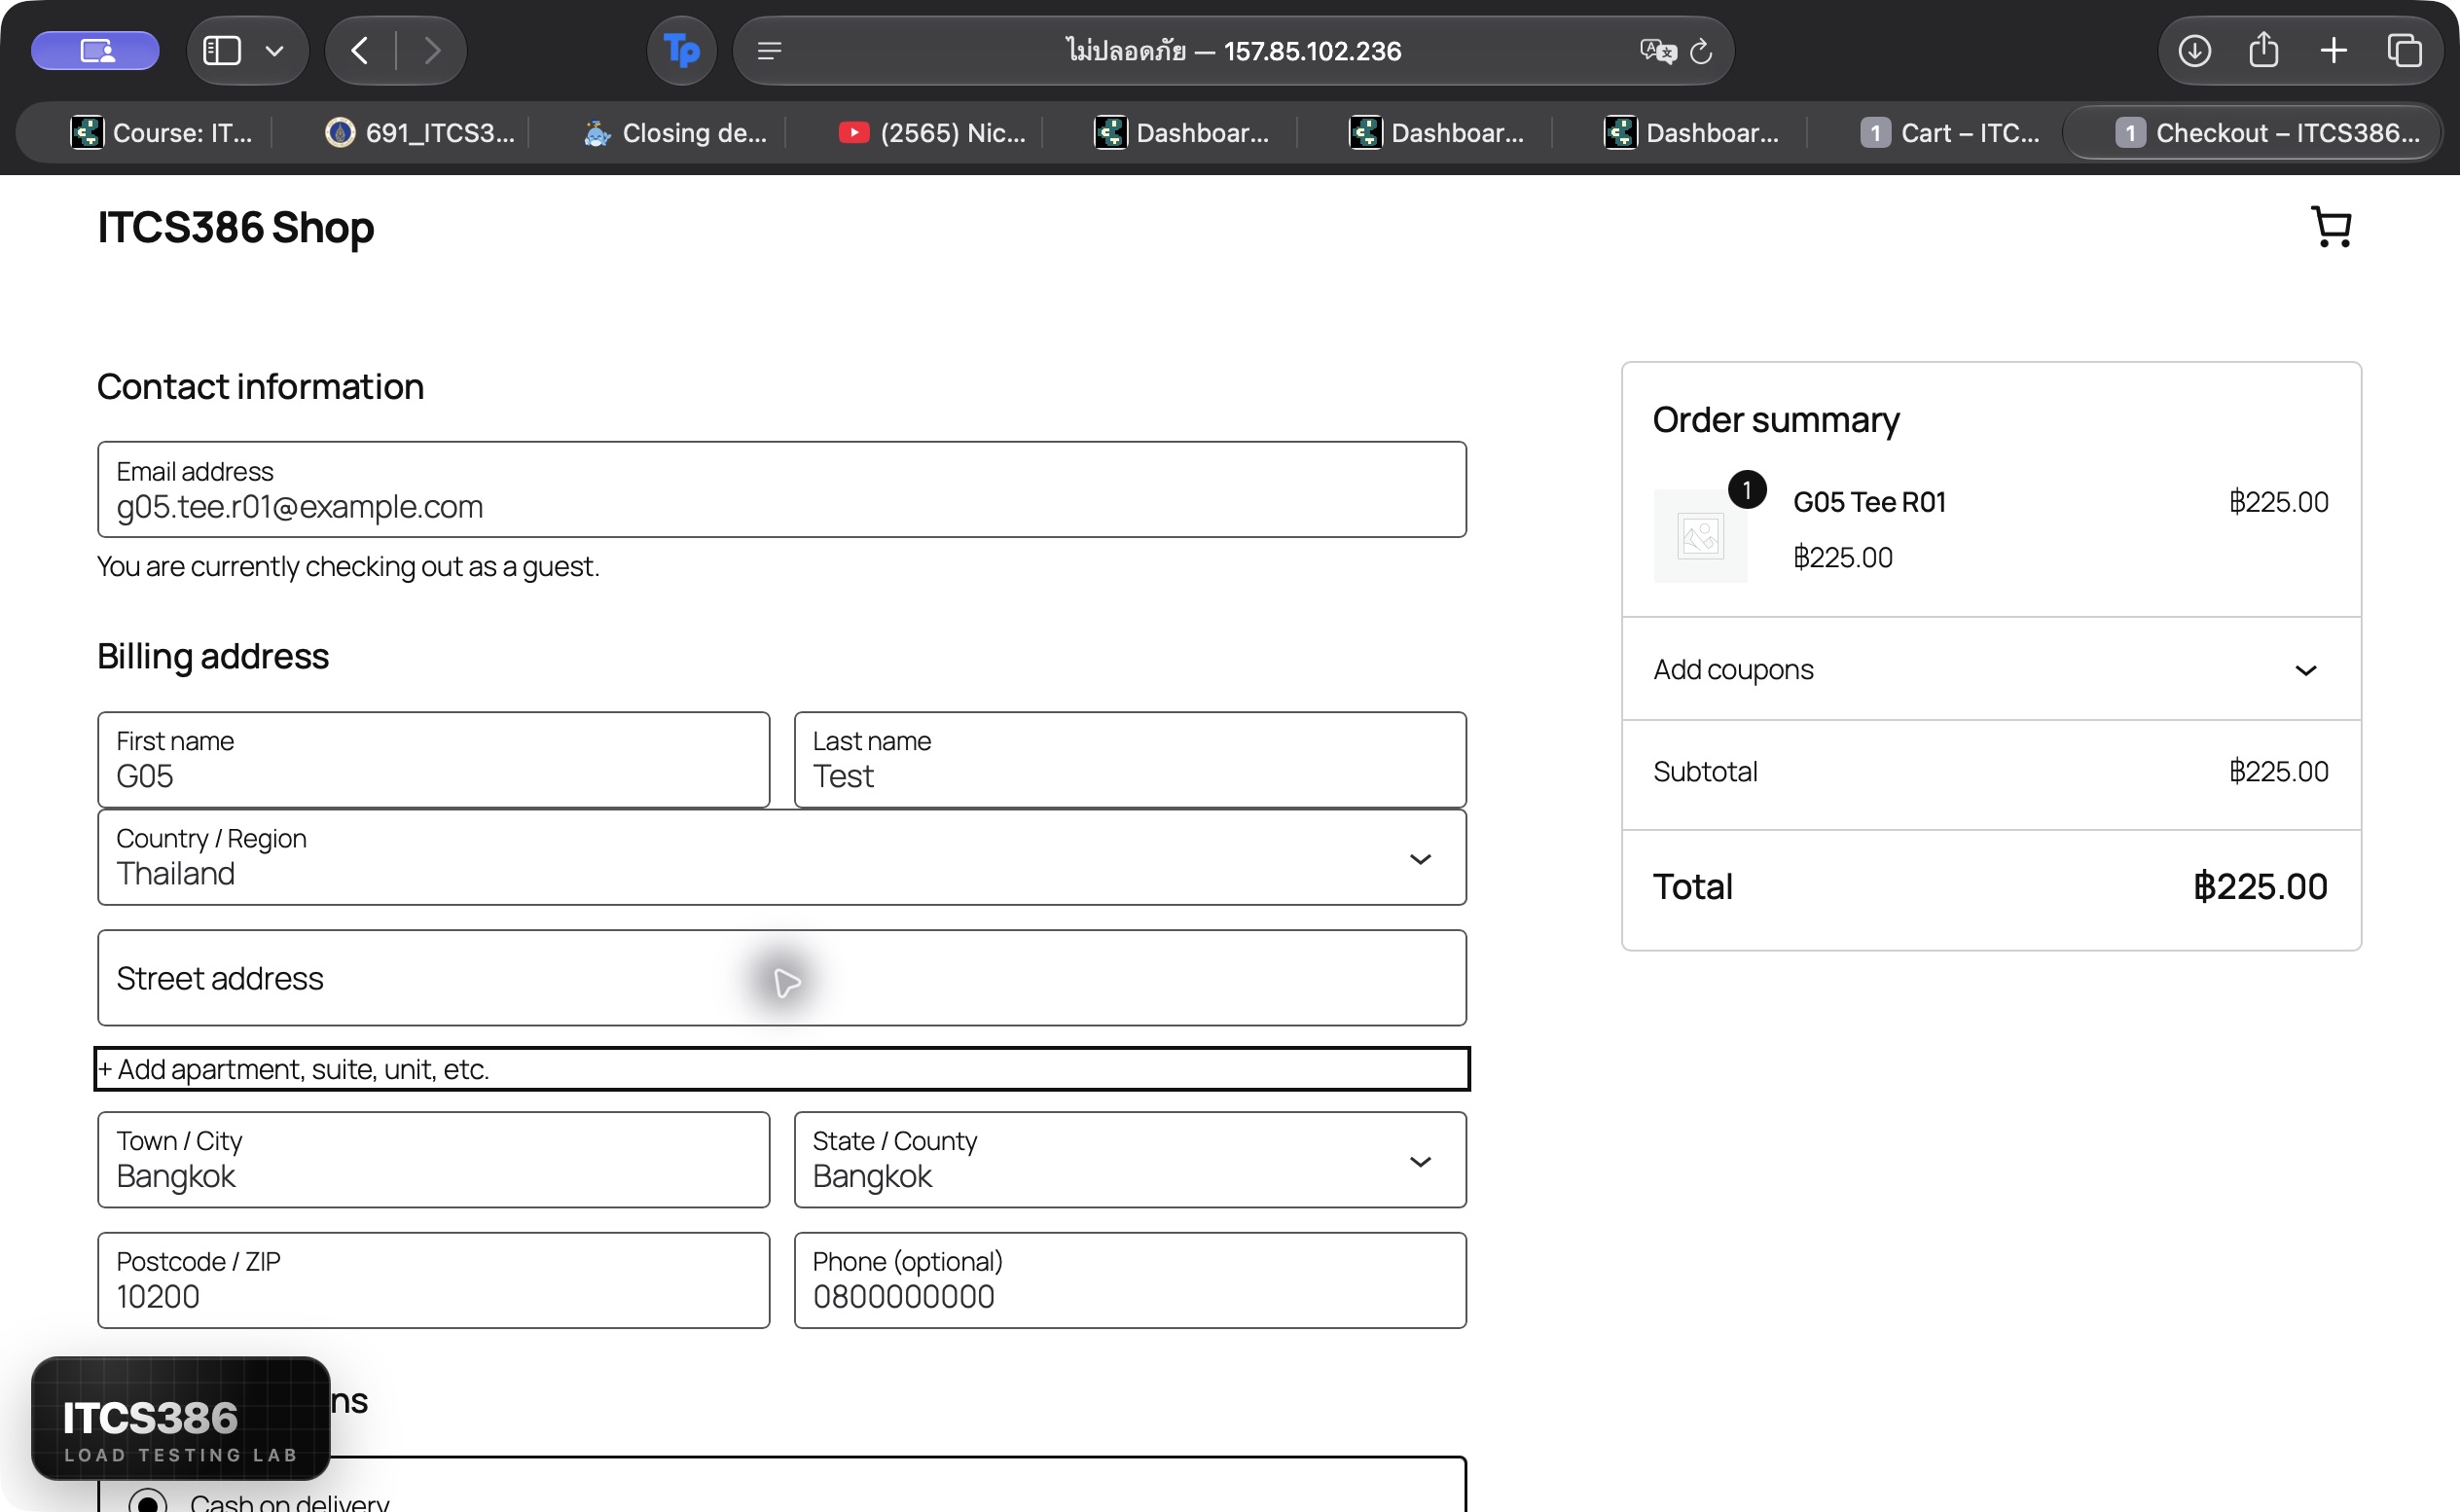 Tp
ไม่ปลอดภัย — 157.85.102.236
Course: IT...
691_ITCS3...
Closing de...
(2565) Nic...
Dashboar...
Dashboar...
Dashboar...
1 Cart – ITC...
1 Checkout – ITCS386...
ITCS386 Shop
Contact information
Email address
g05.tee.r01@example.com
You are currently checking out as a guest.
Billing address
First name
G05
Last name
Test
Country / Region
Thailand
Street address
+ Add apartment, suite, unit, etc.
Town / City
Bangkok
State / County
Bangkok
Postcode / ZIP
10200
Phone (optional)
0800000000
ns
Cash on delivery
ITCS386
LOAD TESTING LAB
Order summary
1
G05 Tee R01
฿225.00
฿225.00
Add coupons
Subtotal
฿225.00
Total
฿225.00